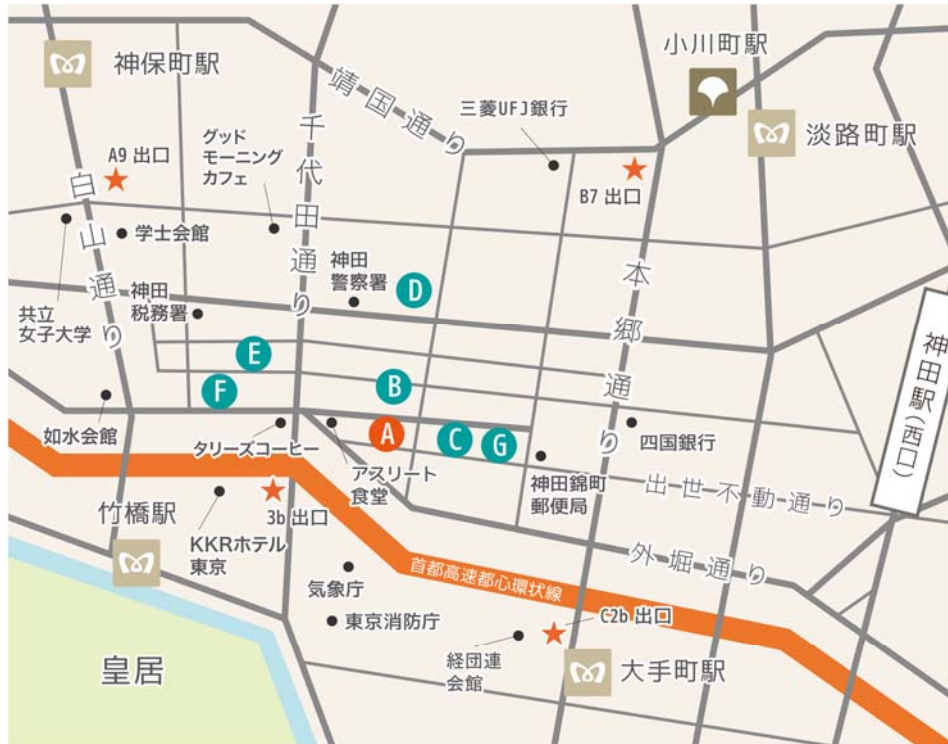 小川町駅
神保町駅
靖国通り
三菱UFJ銀行
淡路町駅
千代田通り
グッド
モーニング
カフェ
A9 出口
B7 出口
白山通り
学士会館
本郷通り
神田
警察署
D
共立
女子大学
神田
税務署
E
神田駅(西口)
F
B
如水会館
タリーズコーヒー
A
アスリート
食堂
C
G
四国銀行
神田錦町
郵便局
出世不動通り
竹橋駅
3b 出口
KKRホテル
東京
外堀通り
首都高速都心環状線
気象庁
東京消防庁
C2b 出口
経団連
会館
皇居
大手町駅